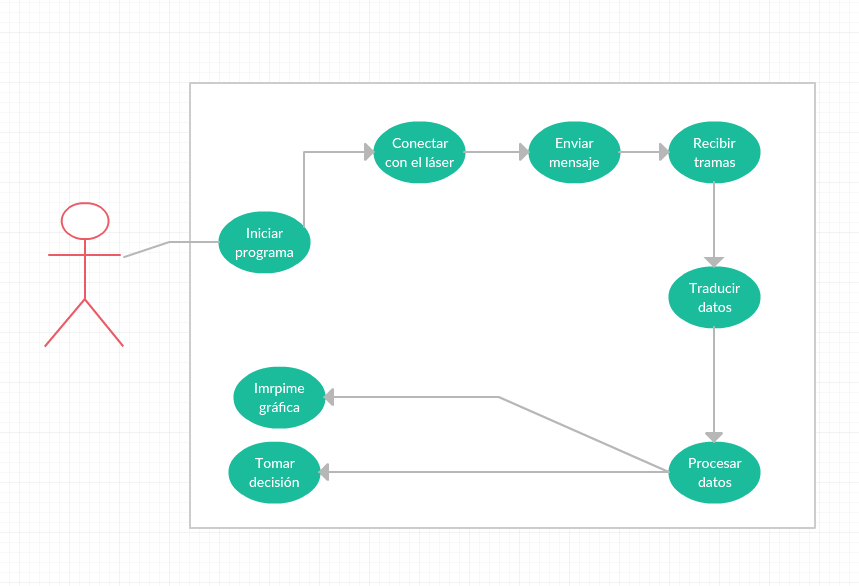 Conectar
con el láser
Enviar
mensaje
Recibir
tramas
Iniciar
programa
Traducir
datos
Imrpime
gráfica
Tomar
decisión
Procesar
datos